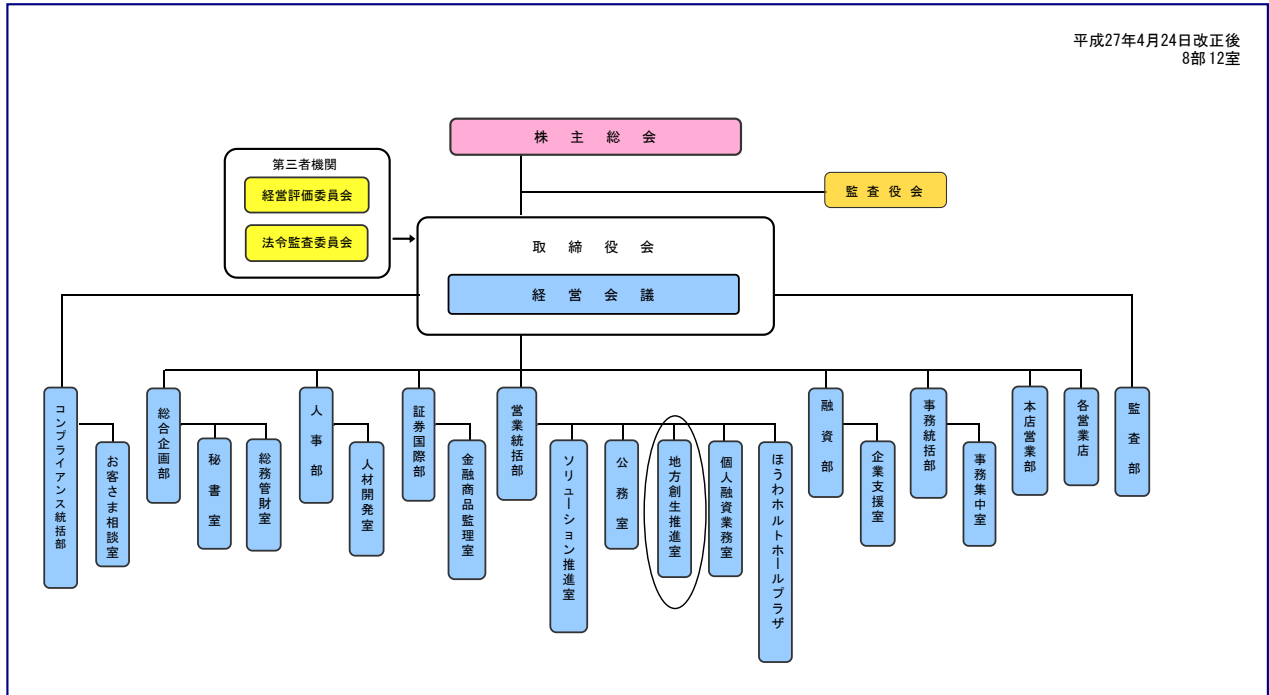 平成27年4月24日改正後
8部12室
株主総会
第三者機関
経営評価委員会
法令監査委員会
監査役会
取締役会
経営会議
コンプライアンス統括部
お客さま相談室
総合企画部
秘書室
総務管財室
人事部
人材開発室
証券国際部
金融商品監理室
営業統括部
ソリューション推進室
公務室
地方創生推進室
個人融資業務室
ほうわホルトホールプラザ
融資部
企業支援室
事務統括部
事務集中室
本店営業部
各営業店
監査部